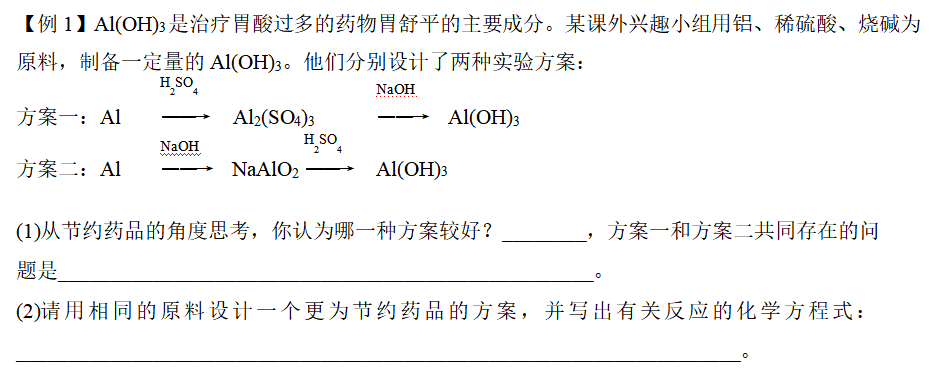 【例 1】Al(OH)3 是治疗胃酸过多的药物胃舒平的主要成分。某课外兴趣小组用铝、稀硫酸、烧碱为
原料，制备一定量的 Al(OH)3。他们分别设计了两种实验方案：
方案一：Al ——→(H2SO4) Al2(SO4)3 ——→(NaOH) Al(OH)3
方案二：Al ——→(NaOH) NaAlO2 ——→(H2SO4) Al(OH)3
(1)从节约药品的角度思考，你认为哪一种方案较好？________，方案一和方案二共同存在的问
题是__________________________________________________。
(2)请用相同的原料设计一个更为节约药品的方案，并写出有关反应的化学方程式：
____________________________________________________________________。